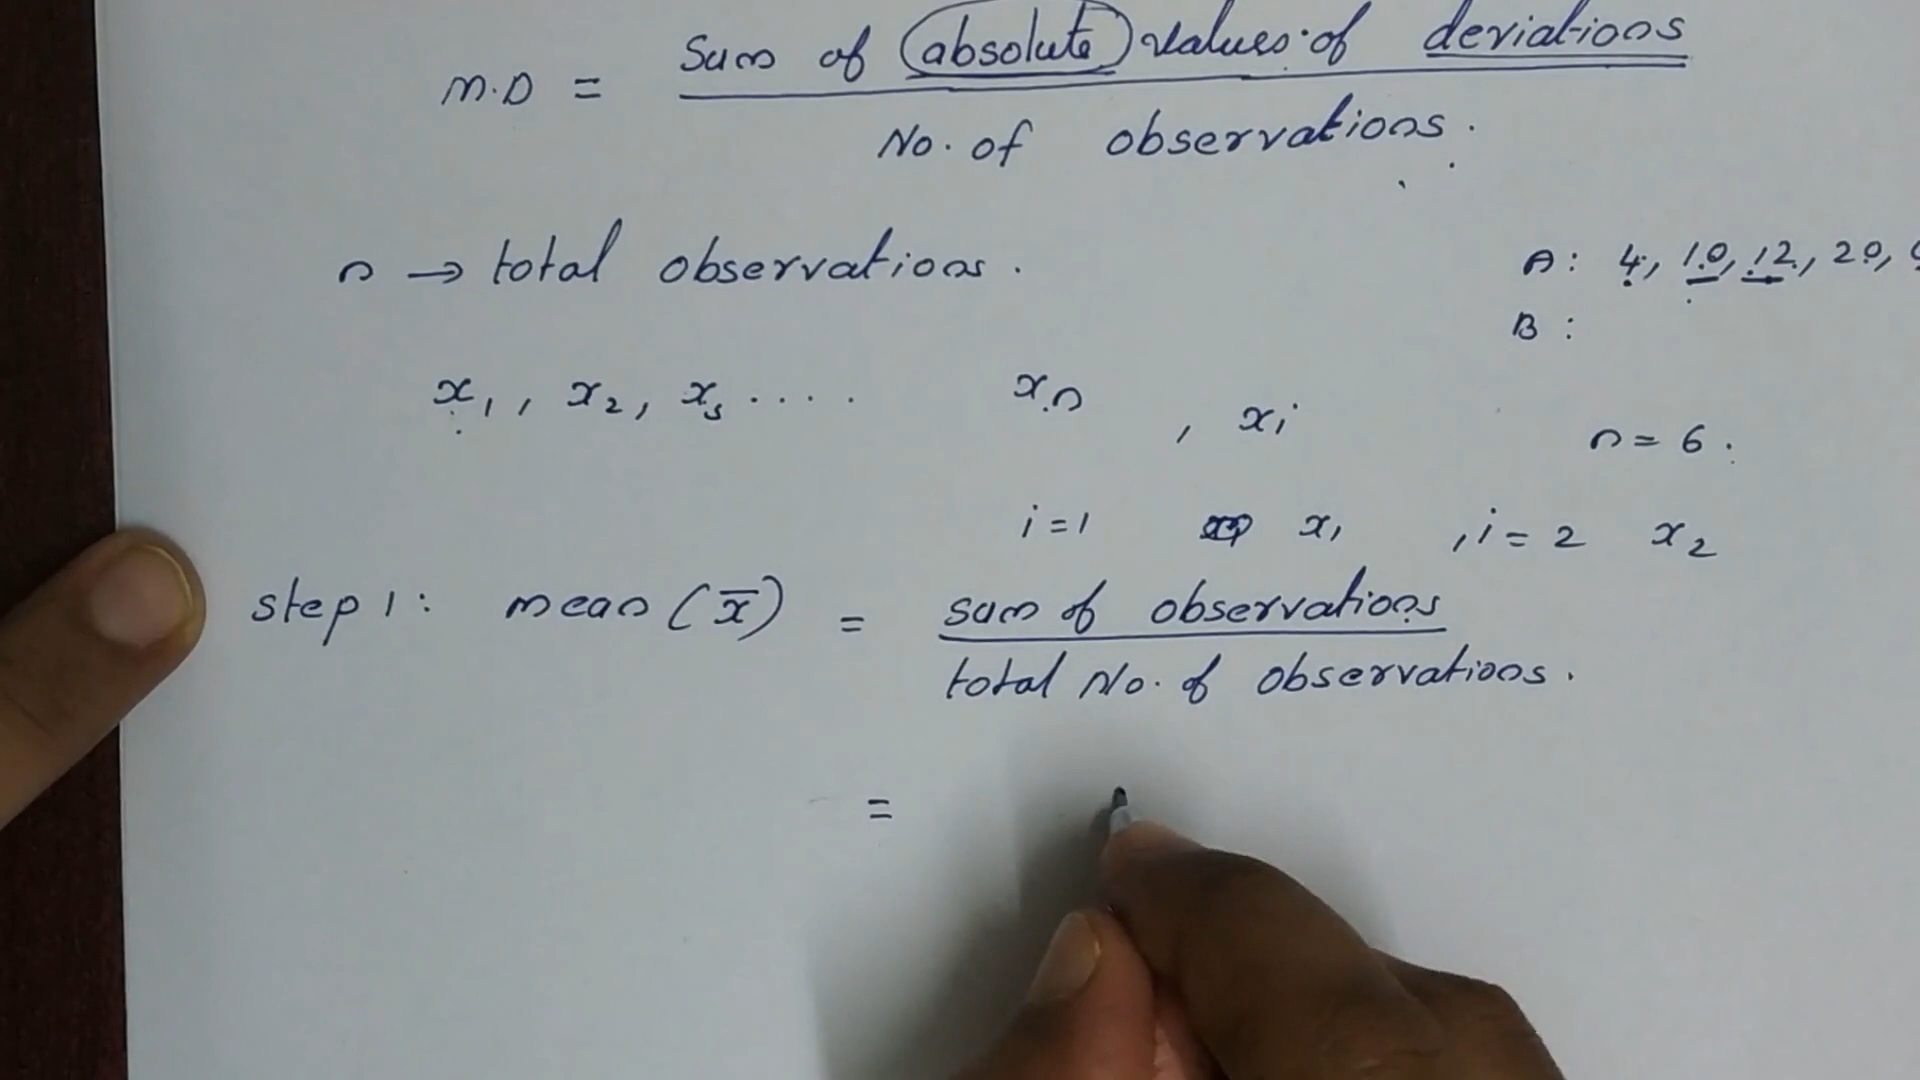 M.D = Sum of absolute values of deviations
No. of observations.
n → total observations.
A: 4, 10, 12, 20,
B :
x₁, x₂, x₃ .... xₙ , xᵢ
n = 6.
i = 1 x₁ , i = 2 x₂
step 1: mean (x̄) = sum of observations
total No. of observations.
=